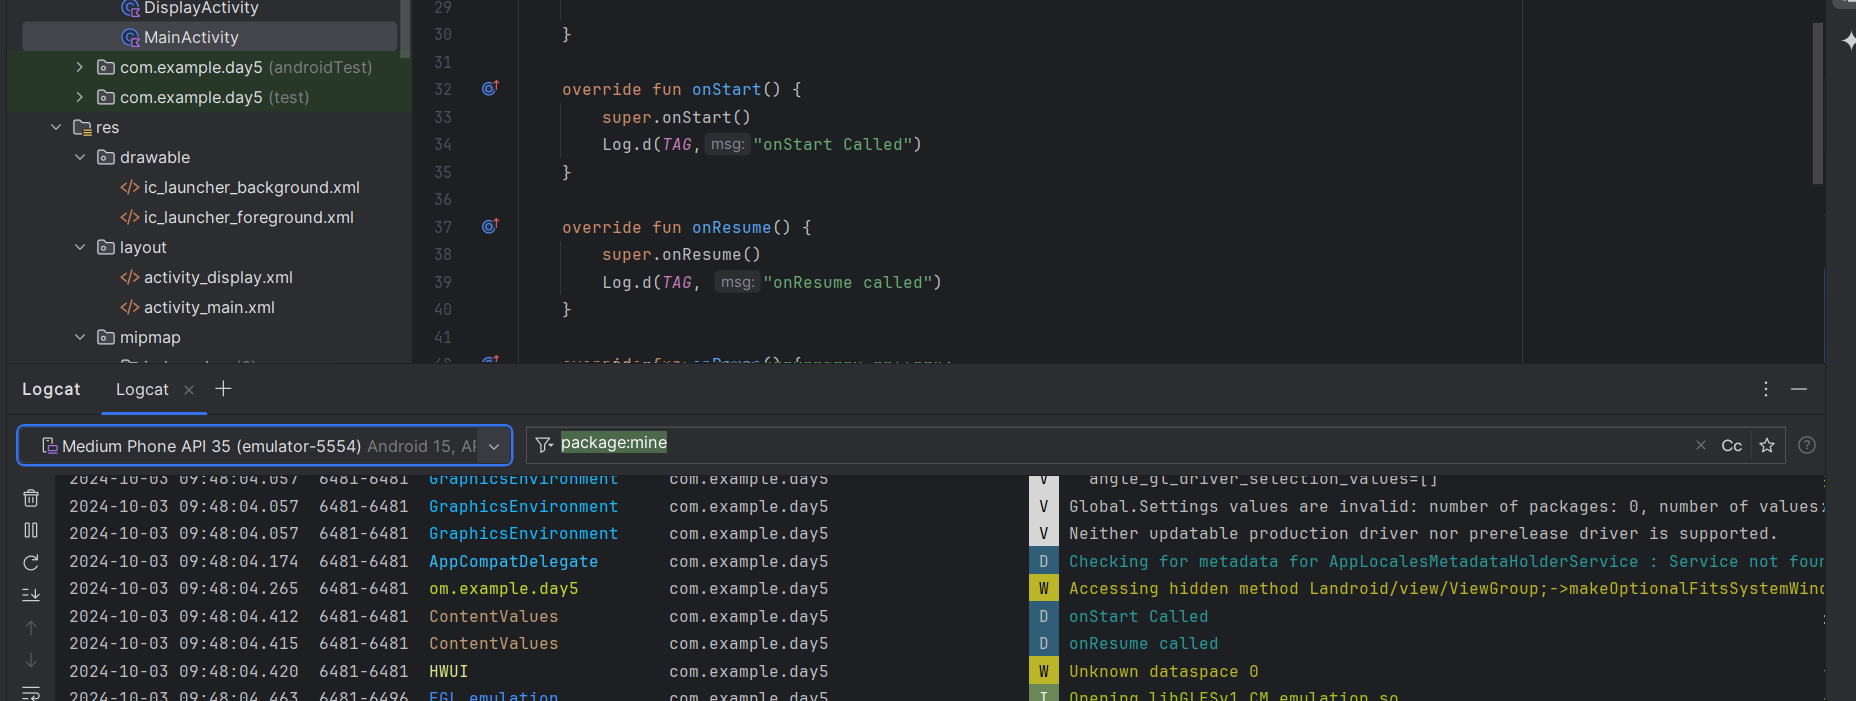 DisplayActivity
MainActivity
com.example.day5 (androidTest)
com.example.day5 (test)
res
drawable
ic_launcher_background.xml
ic_launcher_foreground.xml
layout
activity_display.xml
activity_main.xml
mipmap
29
30 }
31
32 override fun onStart() {
33 super.onStart()
34 Log.d(TAG, msg: "onStart Called")
35 }
36
37 override fun onResume() {
38 super.onResume()
39 Log.d(TAG, msg: "onResume called")
40 }
41
Logcat Logcat
Medium Phone API 35 (emulator-5554) Android 15, AP
package:mine
Cc
2024-10-03 09:48:04.057 6481-6481 GraphicsEnvironment com.example.day5 V angle_gl_driver_selection_values=[]
2024-10-03 09:48:04.057 6481-6481 GraphicsEnvironment com.example.day5 V Global.Settings values are invalid: number of packages: 0, number of values:
2024-10-03 09:48:04.057 6481-6481 GraphicsEnvironment com.example.day5 V Neither updatable production driver nor prerelease driver is supported.
2024-10-03 09:48:04.174 6481-6481 AppCompatDelegate com.example.day5 D Checking for metadata for AppLocalesMetadataHolderService : Service not foun
2024-10-03 09:48:04.265 6481-6481 om.example.day5 com.example.day5 W Accessing hidden method Landroid/view/ViewGroup;->makeOptionalFitsSystemWind
2024-10-03 09:48:04.412 6481-6481 ContentValues com.example.day5 D onStart Called
2024-10-03 09:48:04.415 6481-6481 ContentValues com.example.day5 D onResume called
2024-10-03 09:48:04.420 6481-6481 HWUI com.example.day5 W Unknown dataspace 0
2024-10-03 09:48:04.463 6481-6496 EGL_emulation com.example.day5 I Opening libGLESv1_CM_emulation.so